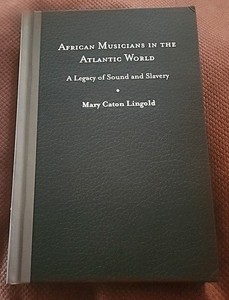 African Musicians in the
Atlantic World
A Legacy of Sound and Slavery
Mary Caton Lingold